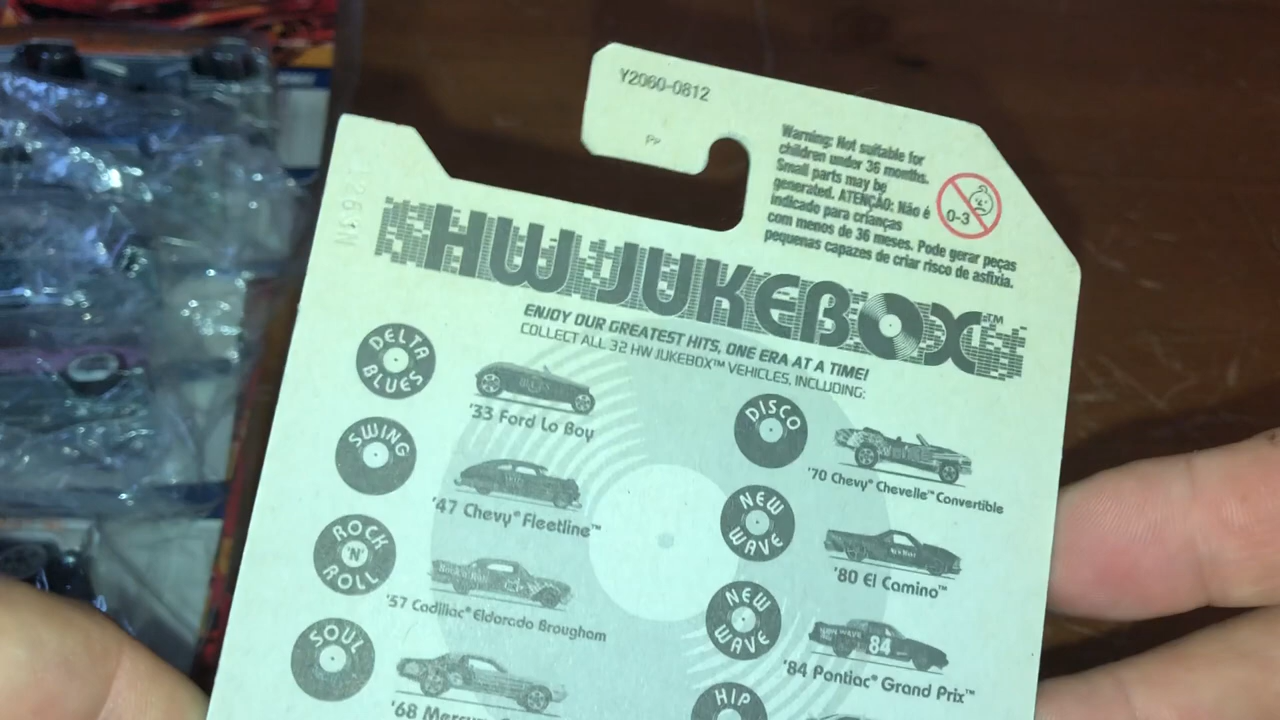 Y2060-0812
PP
Warning: Not suitable for
children under 36 months.
Small parts may be
generated. ATENÇÃO: Não é
indicado para crianças
com menos de 36 meses. Pode gerar peças
pequenas capazes de criar risco de asfixia.
0-3
HW JUKEBOX™
ENJOY OUR GREATEST HITS, ONE ERA AT A TIME!
COLLECT ALL 32 HW JUKEBOX™ VEHICLES, INCLUDING:
DELTA BLUES
'33 Ford Lo Boy
SWING
'47 Chevy® Fleetline™
ROCK 'N' ROLL
'57 Cadillac® Eldorado Brougham
SOUL
'68
DISCO
'70 Chevy® Chevelle™ Convertible
NEW WAVE
'80 El Camino™
NEW WAVE
84
'84 Pontiac® Grand Prix™
HIP